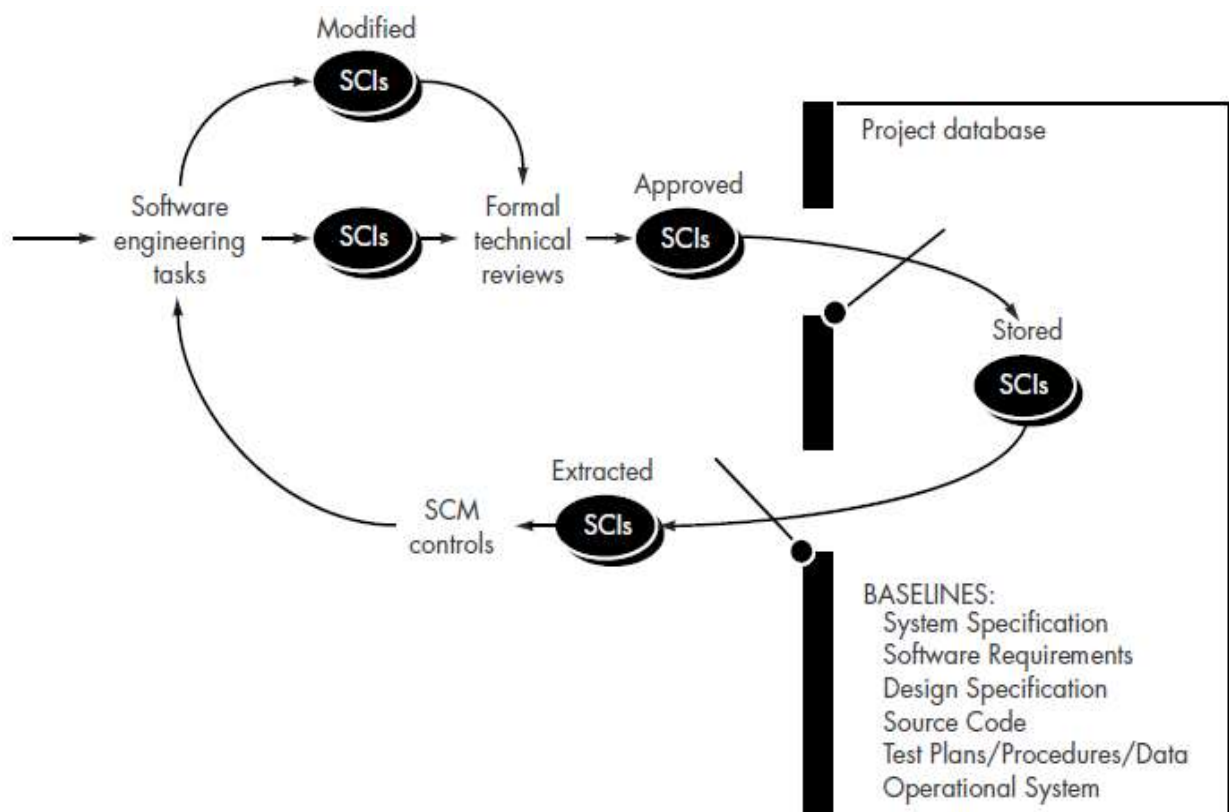 Modified
SCIs
Project database
Software
engineering
tasks
SCIs
Formal
technical
reviews
Approved
SCIs
Stored
SCIs
Extracted
SCIs
SCM
controls
BASELINES:
System Specification
Software Requirements
Design Specification
Source Code
Test Plans/Procedures/Data
Operational System